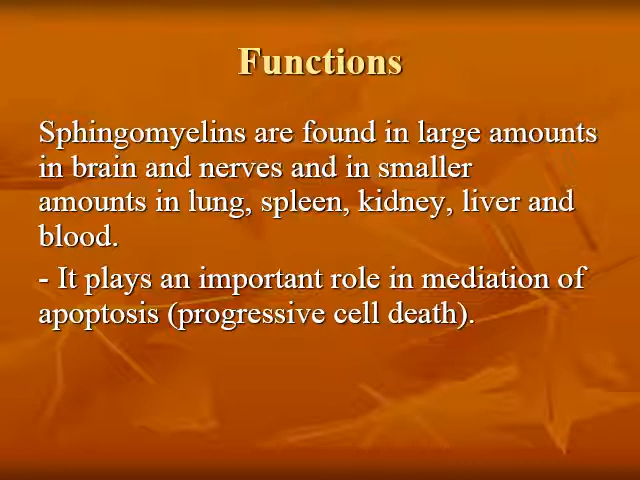 Functions
Sphingomyelins are found in large amounts
in brain and nerves and in smaller
amounts in lung, spleen, kidney, liver and
blood.
- It plays an important role in mediation of
apoptosis (progressive cell death).